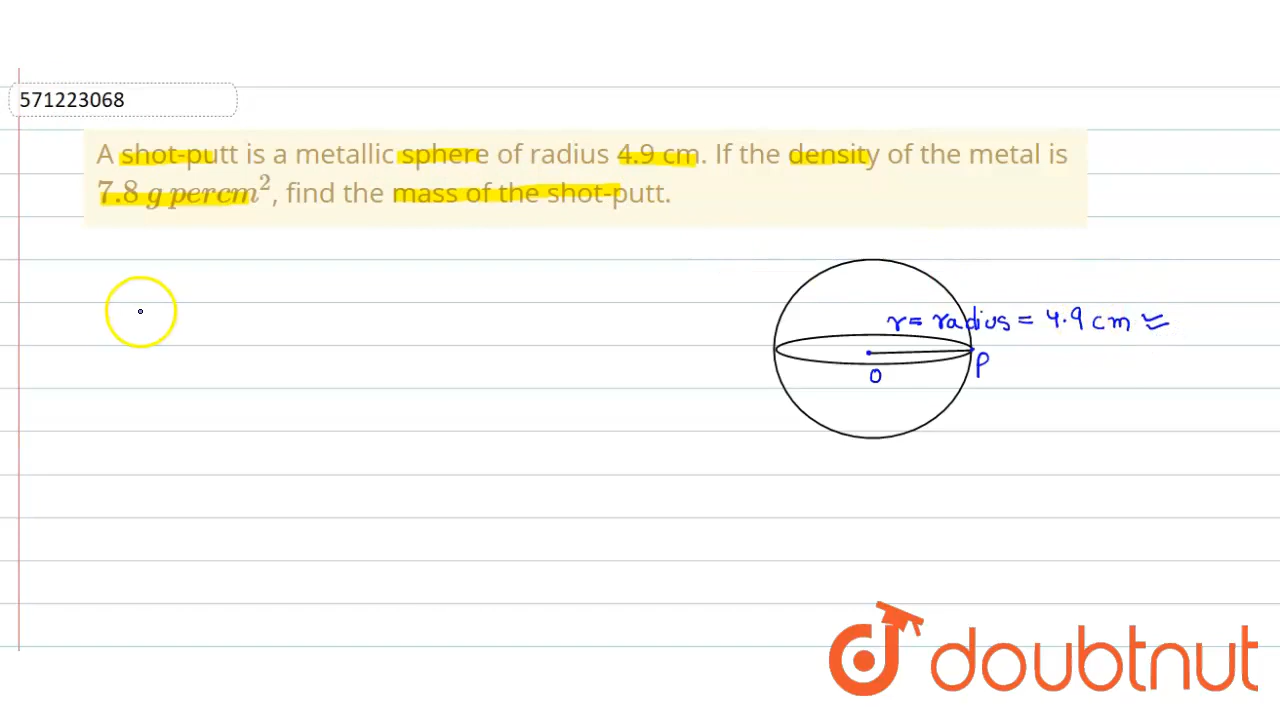 571223068
A shot-putt is a metallic sphere of radius 4.9 cm. If the density of the metal is
7.8 g percm², find the mass of the shot-putt.
r = radius = 4.9 cm
O
P
doubtnut